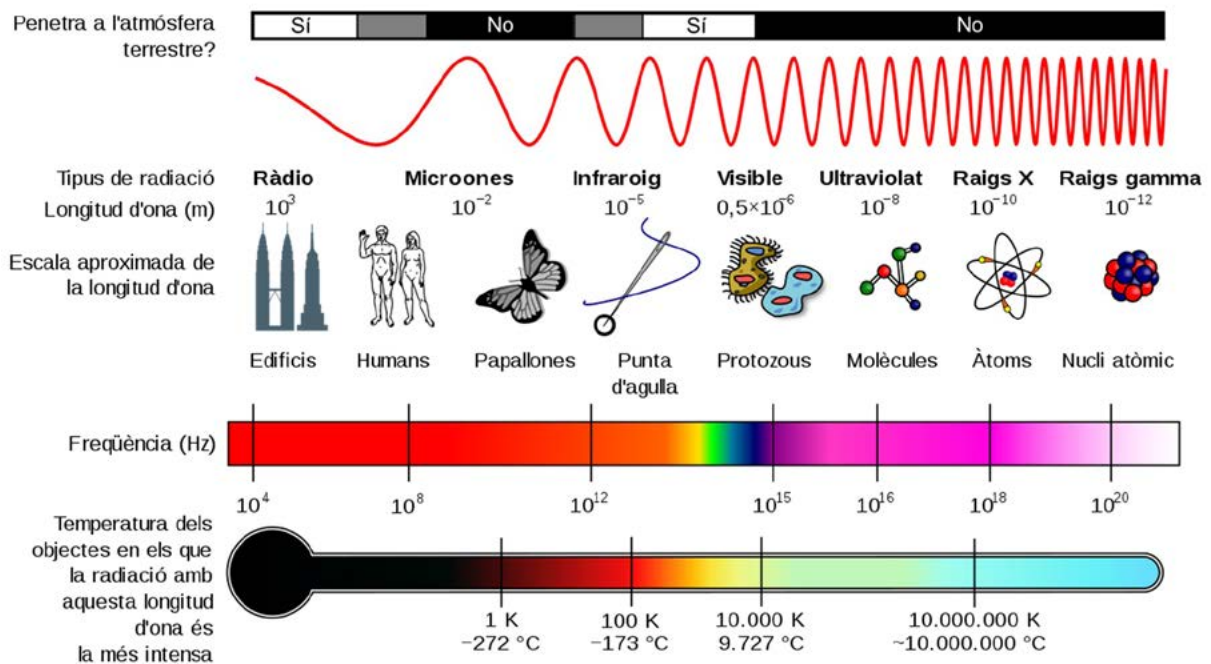 Penetra a l'atmósfera
terrestre?
Sí No Sí No
Tipus de radiació Ràdio Microones Infraroig Visible Ultraviolat Raigs X Raigs gamma
Longitud d'ona (m) 10³ 10⁻² 10⁻⁵ 0,5×10⁻⁶ 10⁻⁸ 10⁻¹⁰ 10⁻¹²
Escala aproximada de
la longitud d'ona
Edificis Humans Papallones Punta Protozous Molècules Àtoms Nucli atòmic
d'agulla
Freqüència (Hz)
10⁴ 10⁸ 10¹² 10¹⁵ 10¹⁶ 10¹⁸ 10²⁰
Temperatura dels
objectes en els que
la radiació amb
aquesta longitud
d'ona és
la més intensa
1 K 100 K 10.000 K 10.000.000 K
−272 °C −173 °C 9.727 °C ~10.000.000 °C